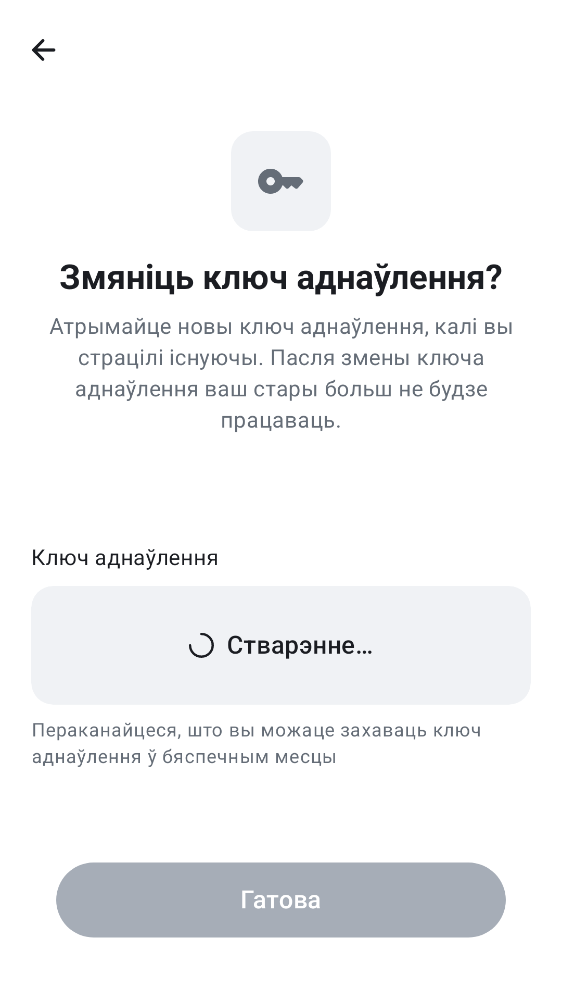 Змяніць ключ аднаўлення?
Атрымайце новы ключ аднаўлення, калі вы
страцілі існуючы. Пасля змены ключа
аднаўлення ваш стары больш не будзе
працаваць.
Ключ аднаўлення
Стварэнне…
Пераканайцеся, што вы можаце захаваць ключ
аднаўлення ў бяспечным месцы
Гатова